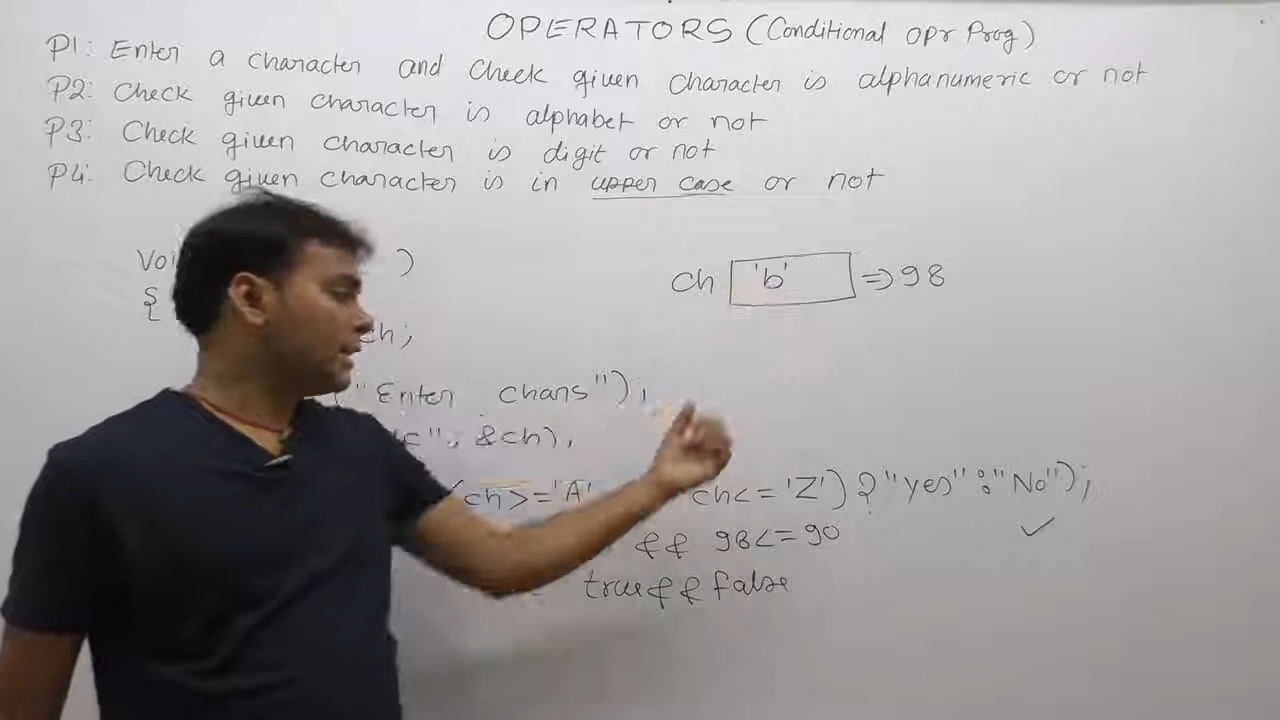 OPERATORS (Conditional opr Prog)
P1: Enter a character and check given character is alphanumeric or not
P2: Check given character is alphabet or not
P3: Check given character is digit or not
P4: Check given character is in upper case or not
)
{
ch 'b' => 98
ch;
"Enter chars");
", &ch);
(ch>='A' ch<='Z') ? "yes" : "No");
&& 98<=90 ✓
true && false